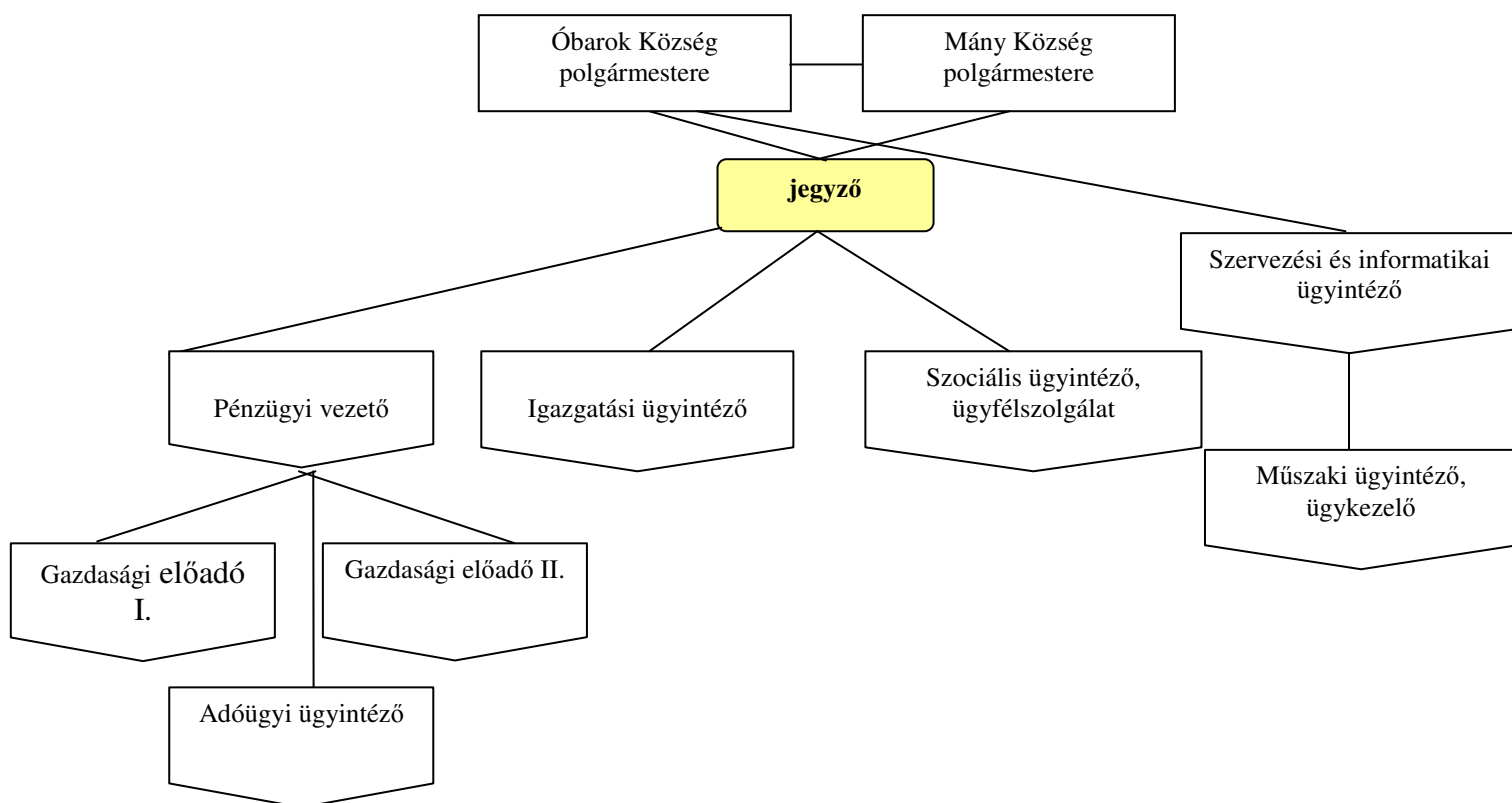 Óbarok Község
polgármestere
Mány Község
polgármestere
jegyző
Szervezési és informatikai
ügyintéző
Pénzügyi vezető
Igazgatási ügyintéző
Szociális ügyintéző,
ügyfélszolgálat
Műszaki ügyintéző,
ügykezelő
Gazdasági előadó
I.
Gazdasági előadő II.
Adóügyi ügyintéző